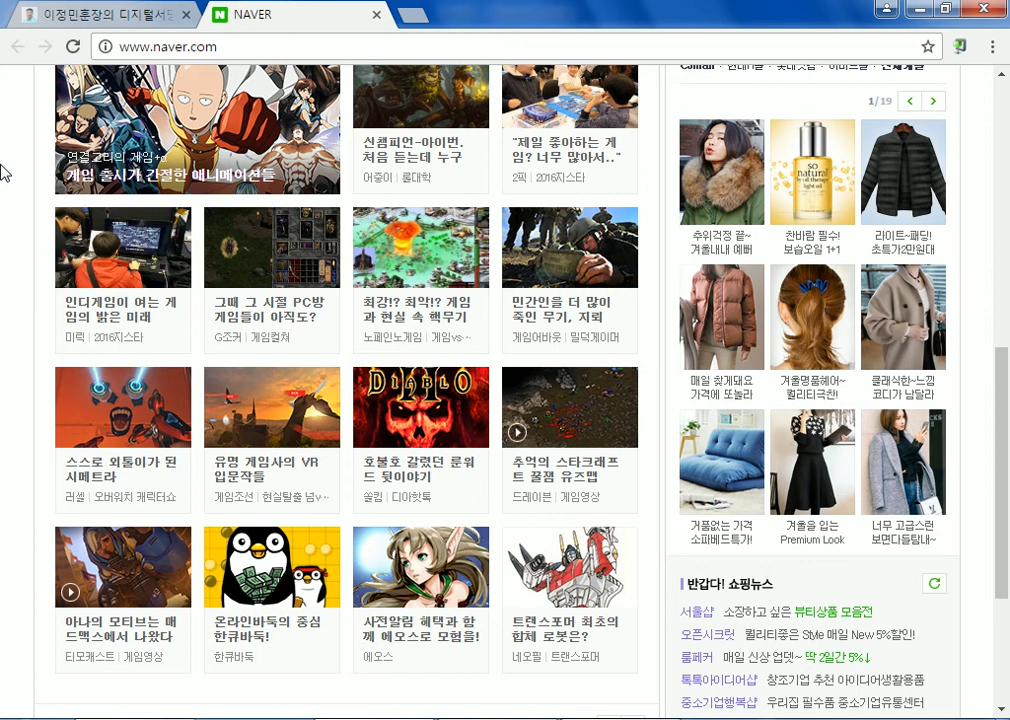 이정민훈장의 디지털서당
NAVER
www.naver.com
연결고리의 게임+α
게임 출시가 간절한 애니메이션들
신챔피언-아이번.
처음 듣는데 누구
어중이 | 롤대학
"제일 좋아하는 게
임? 너무 많아서.."
2픽 | 2016지스타
인디게임이 여는 게
임의 밝은 미래
미릭 | 2016지스타
그때 그 시절 PC방
게임들이 아직도?
G조커 | 게임컬쳐
최강!? 최악!? 게임
과 현실 속 핵무기
노페인노게임 | 게임vs…
민간인을 더 많이
죽인 무기, 지뢰
게임어바웃 | 밀덕게이머
스스로 외톨이가 된
시메트라
러셀 | 오버워치 캐릭터쇼
유명 게임사의 VR
입문작들
게임조선 | 현실탈출 넘v…
DIABLO
II
호불호 갈렸던 룬워
드 뒷이야기
쏠킴 | 디아핫톡
추억의 스타크래프
트 꿀잼 유즈맵
드레이븐 | 게임영상
아나의 모티브는 매
드맥스에서 나왔다
티모캐스트 | 게임영상
온라인바둑의 중심
한큐바둑!
한큐바둑
사전알림 혜택과 함
께 에오스로 모험을!
에오스
트랜스포머 최초의
합체 로봇은?
네오필 | 트랜스포머
1/19
so
natural
추위걱정 끝~
겨울내내 예뻐
찬바람 필수!
보습오일 1+1
라이트~패딩!
초특가2만원대
매일 찾게돼요
가격에 또놀라
겨울명품헤어~
퀄리티극찬!
클래식한~느낌
코디가 남달라
거품없는 가격
소파베드특가!
겨울을 입는
Premium Look
너무 고급스런
보면다들탐내~
반갑다! 쇼핑뉴스
서울샵 소장하고 싶은 뷰티상품 모음전
오픈시크릿 퀄리티좋은 Style 매일 New 5%할인!
룸페커 매일 신상 업뎃~ 딱 2일간 5%↓
톡톡아이디어샵 창조기업 추천 아이디어생활용품
중소기업행복샵 우리집 필수품 중소기업유통센터